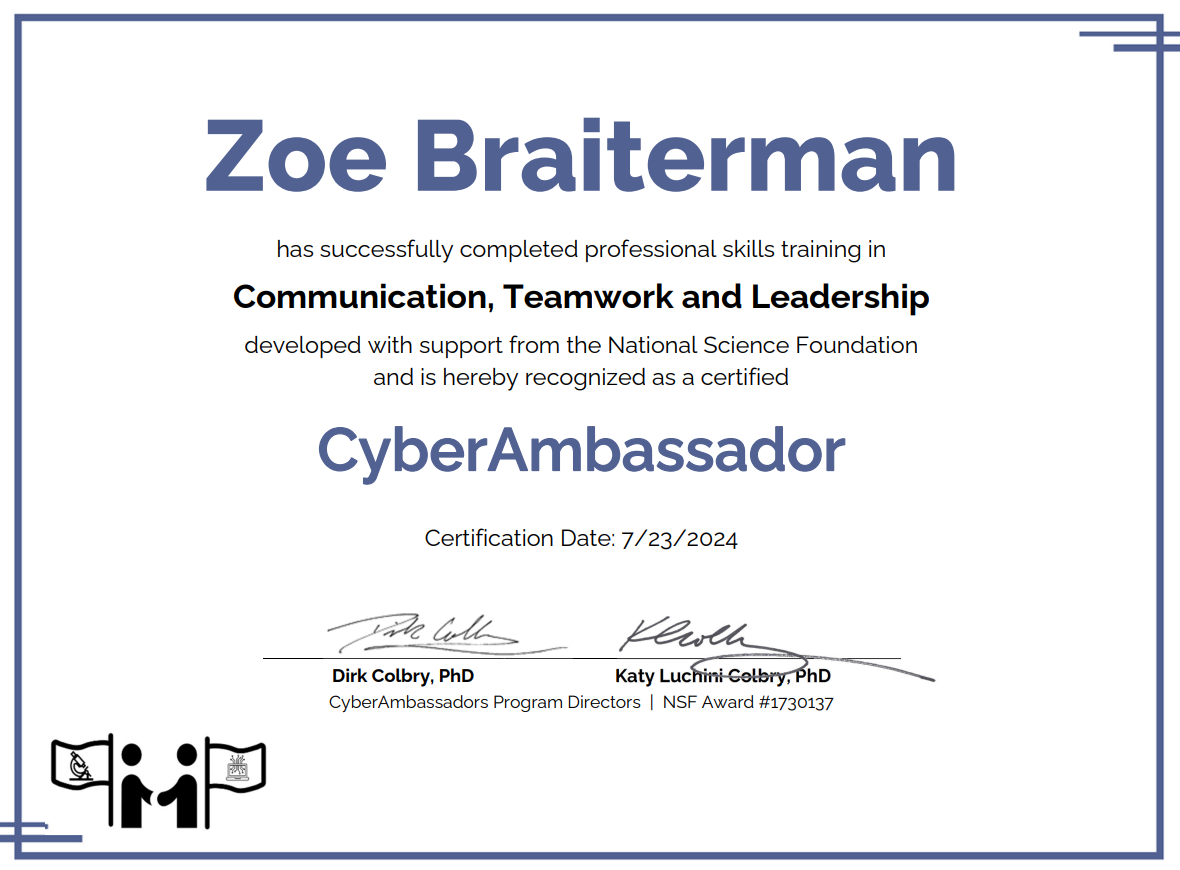 Zoe Braiterman
has successfully completed professional skills training in
Communication, Teamwork and Leadership
developed with support from the National Science Foundation
and is hereby recognized as a certified
CyberAmbassador
Certification Date: 7/23/2024
Dirk Colbry, PhD Katy Luchini Colbry, PhD
CyberAmbassadors Program Directors | NSF Award #1730137